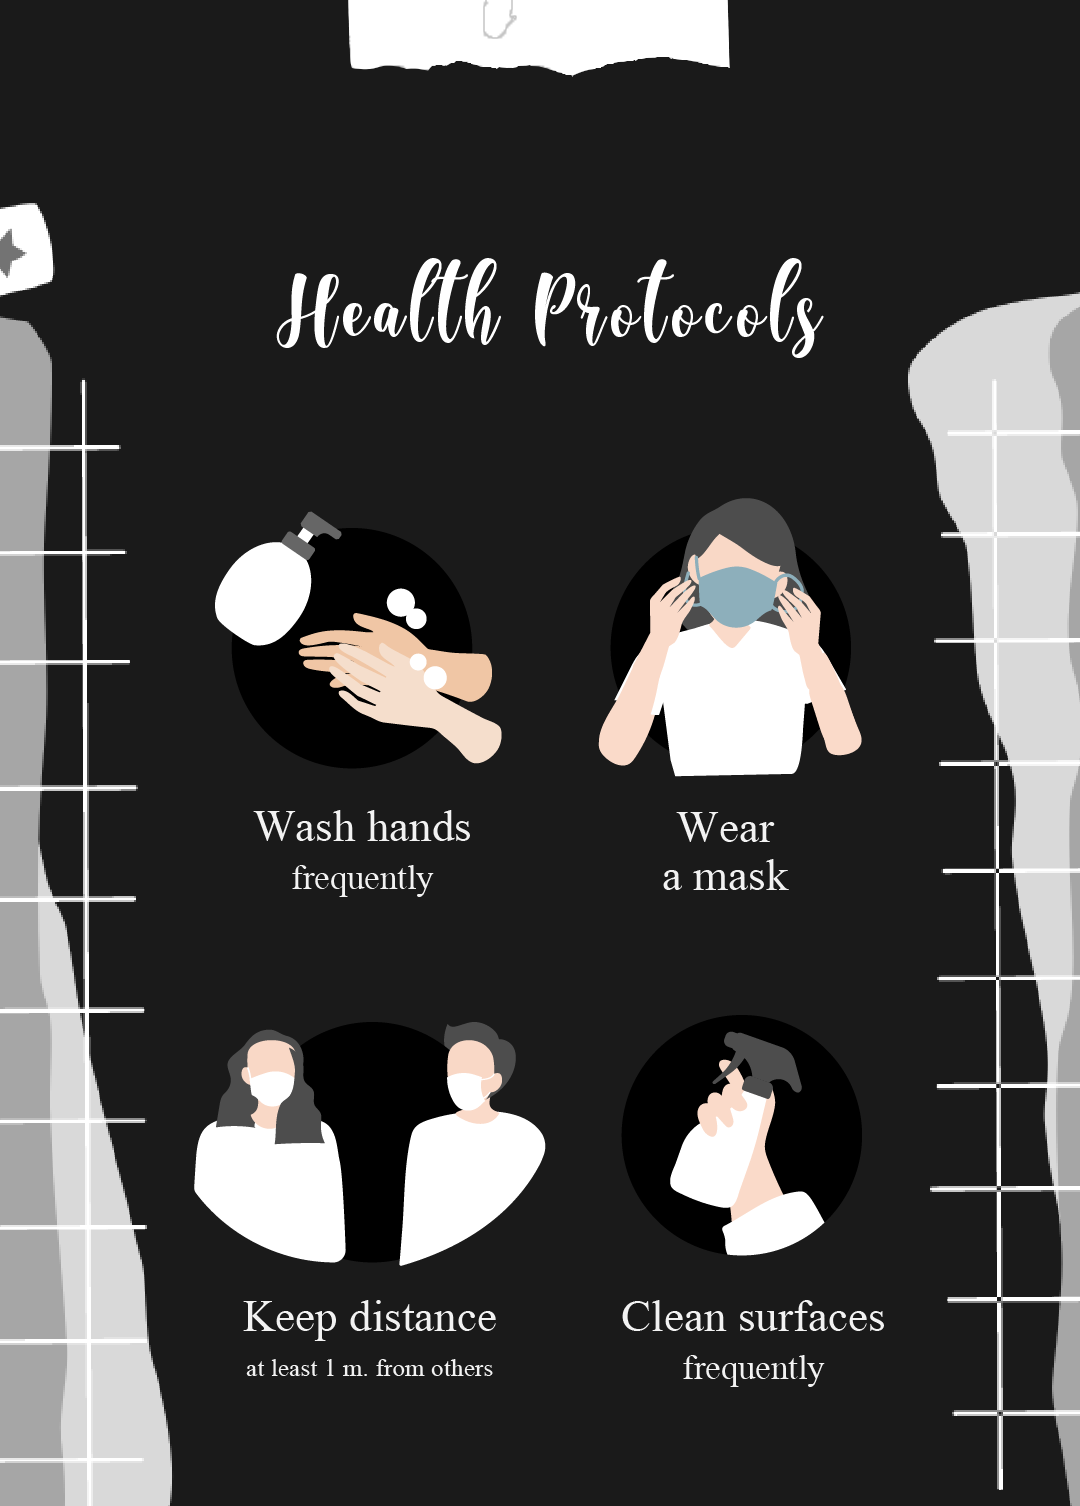 Health Protocols
Wash hands
frequently
Wear
a mask
Keep distance
at least 1 m. from others
Clean surfaces
frequently